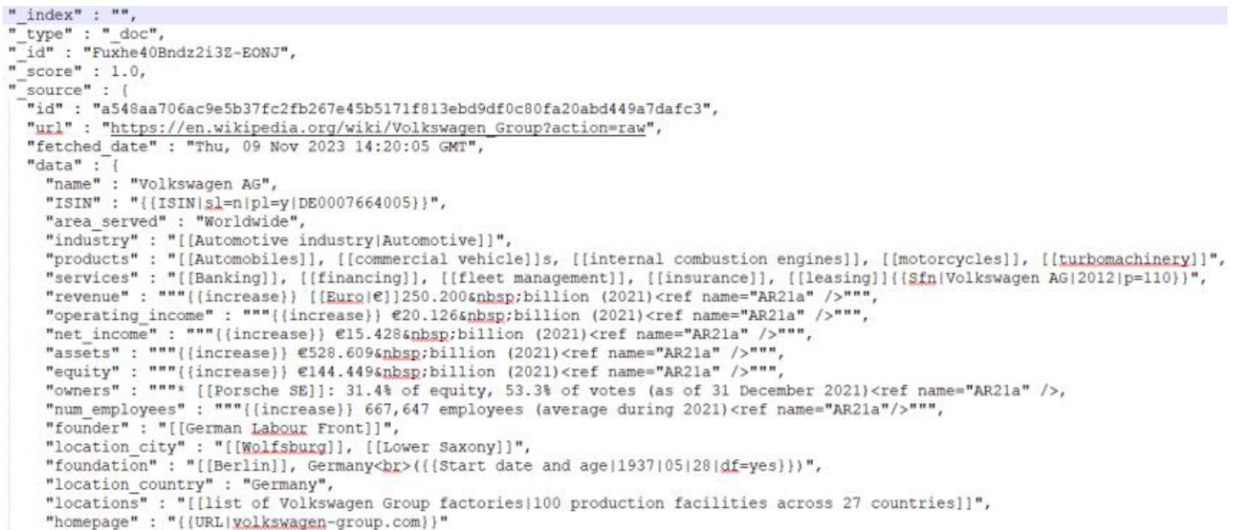 "_index" : "",
"_type" : "_doc",
"_id" : "Fuxhe40Bndz2i3Z-EONJ",
"_score" : 1.0,
"_source" : {
"id" : "a548aa706ac9e5b37fc2fb267e45b5171f813ebd9df0c80fa20abd449a7dafc3",
"url" : "https://en.wikipedia.org/wiki/Volkswagen_Group?action=raw",
"fetched_date" : "Thu, 09 Nov 2023 14:20:05 GMT",
"data" : {
"name" : "Volkswagen AG",
"ISIN" : "{{ISIN|sl=n|pl=y|DE0007664005}}",
"area_served" : "Worldwide",
"industry" : "[[Automotive industry|Automotive]]",
"products" : "[[Automobiles]], [[commercial vehicle]]s, [[internal combustion engines]], [[motorcycles]], [[turbomachinery]]",
"services" : "[[Banking]], [[financing]], [[fleet management]], [[insurance]], [[leasing]]{{Sfn|Volkswagen AG|2012|p=110}}",
"revenue" : """{{increase}} [[Euro|€]]250.200&nbsp;billion (2021)<ref name="AR21a" />""",
"operating_income" : """{{increase}} €20.126&nbsp;billion (2021)<ref name="AR21a" />""",
"net_income" : """{{increase}} €15.428&nbsp;billion (2021)<ref name="AR21a" />""",
"assets" : """{{increase}} €528.609&nbsp;billion (2021)<ref name="AR21a" />""",
"equity" : """{{increase}} €144.449&nbsp;billion (2021)<ref name="AR21a" />""",
"owners" : """* [[Porsche SE]]: 31.4% of equity, 53.3% of votes (as of 31 December 2021)<ref name="AR21a" />,
"num_employees" : """{{increase}} 667,647 employees (average during 2021)<ref name="AR21a"/>""",
"founder" : "[[German Labour Front]]",
"location_city" : "[[Wolfsburg]], [[Lower Saxony]]",
"foundation" : "[[Berlin]], Germany<br>({{Start date and age|1937|05|28|df=yes}})",
"location_country" : "Germany",
"locations" : "[[list of Volkswagen Group factories|100 production facilities across 27 countries]]",
"homepage" : "{{URL|volkswagen-group.com}}"